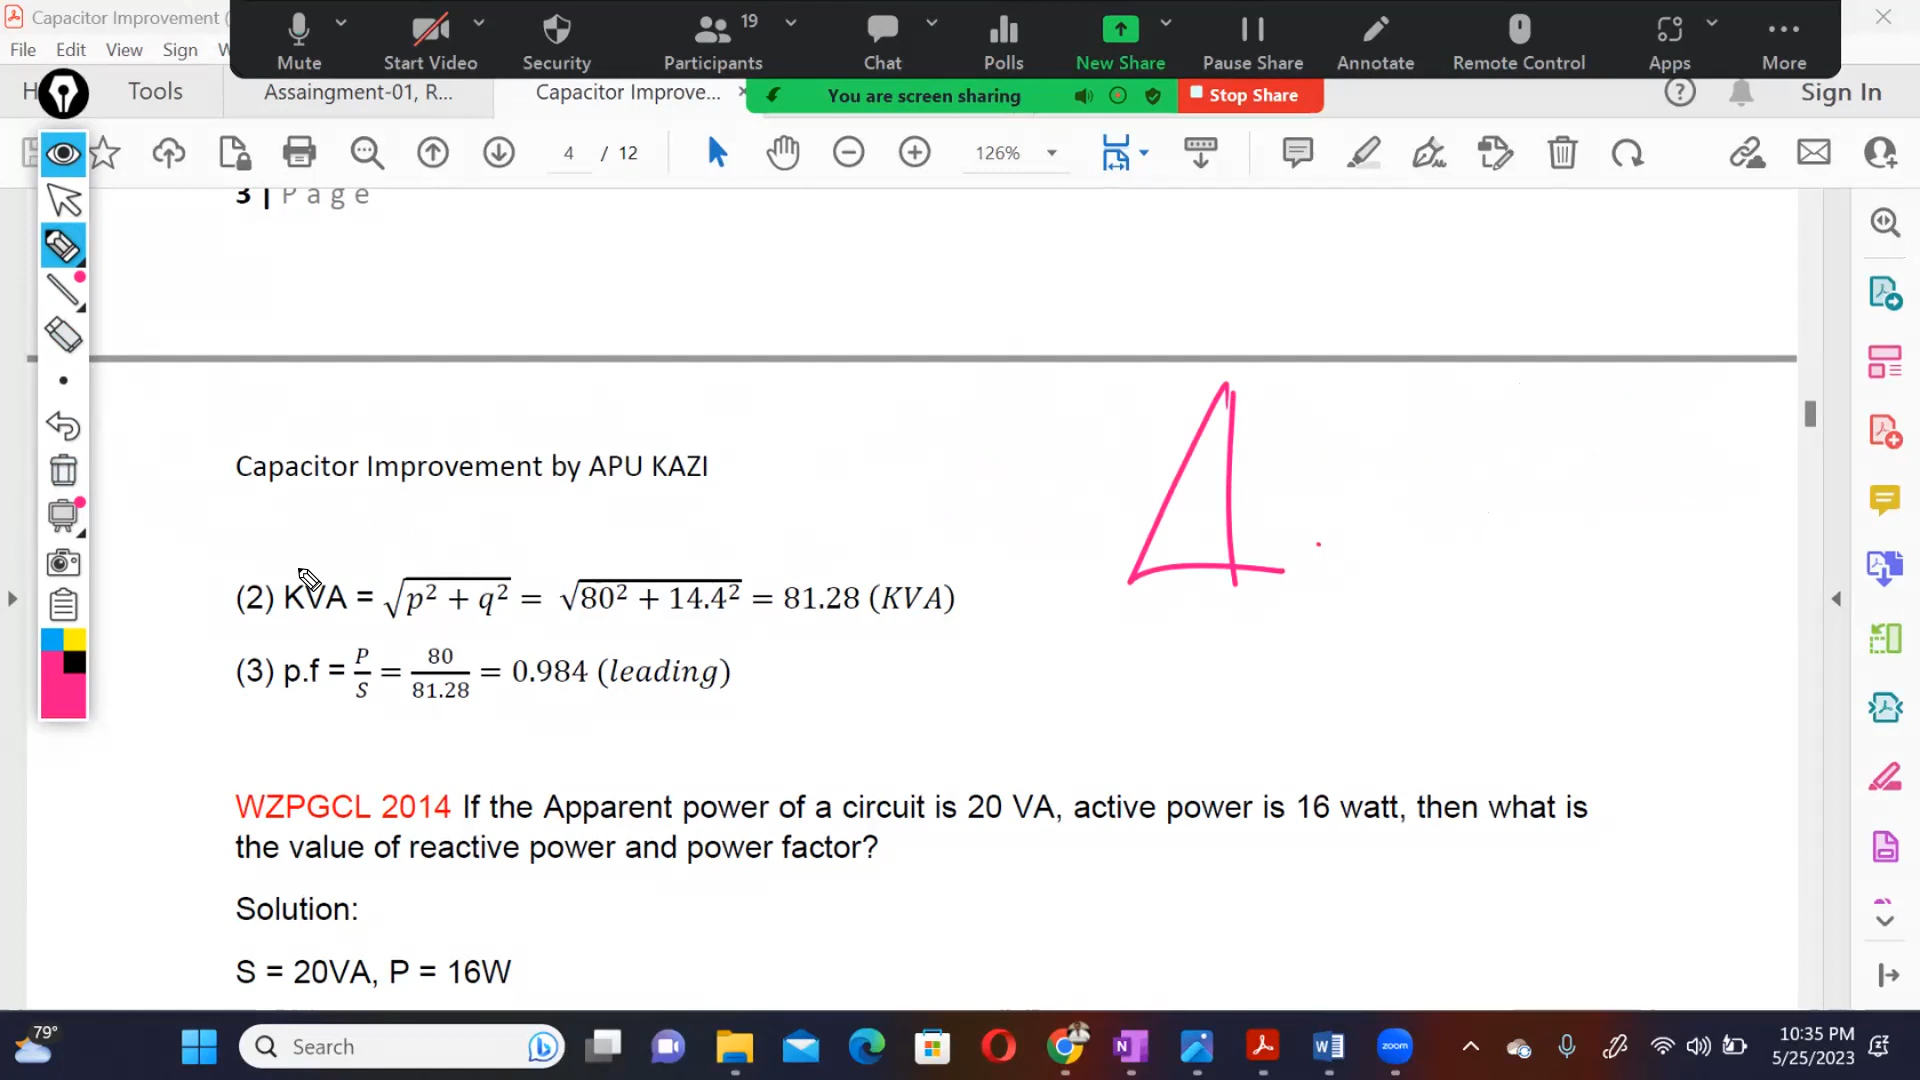 Capacitor Improvement (
File Edit View Sign W
Mute
Start Video
Security
19
Participants
Chat
Polls
New Share
Pause Share
Annotate
Remote Control
Apps
More
H
Tools
Assaingment-01, R...
Capacitor Improve...
You are screen sharing
Stop Share
Sign In
4 / 12
126%
3 | Page
Capacitor Improvement by APU KAZI
(2) KVA = √p² + q² = √80² + 14.4² = 81.28 (KVA)
(3) p.f = P/S = 80/81.28 = 0.984 (leading)
WZPGCL 2014 If the Apparent power of a circuit is 20 VA, active power is 16 watt, then what is
the value of reactive power and power factor?
Solution:
S = 20VA, P = 16W
79°
Search
zoom
10:35 PM
5/25/2023